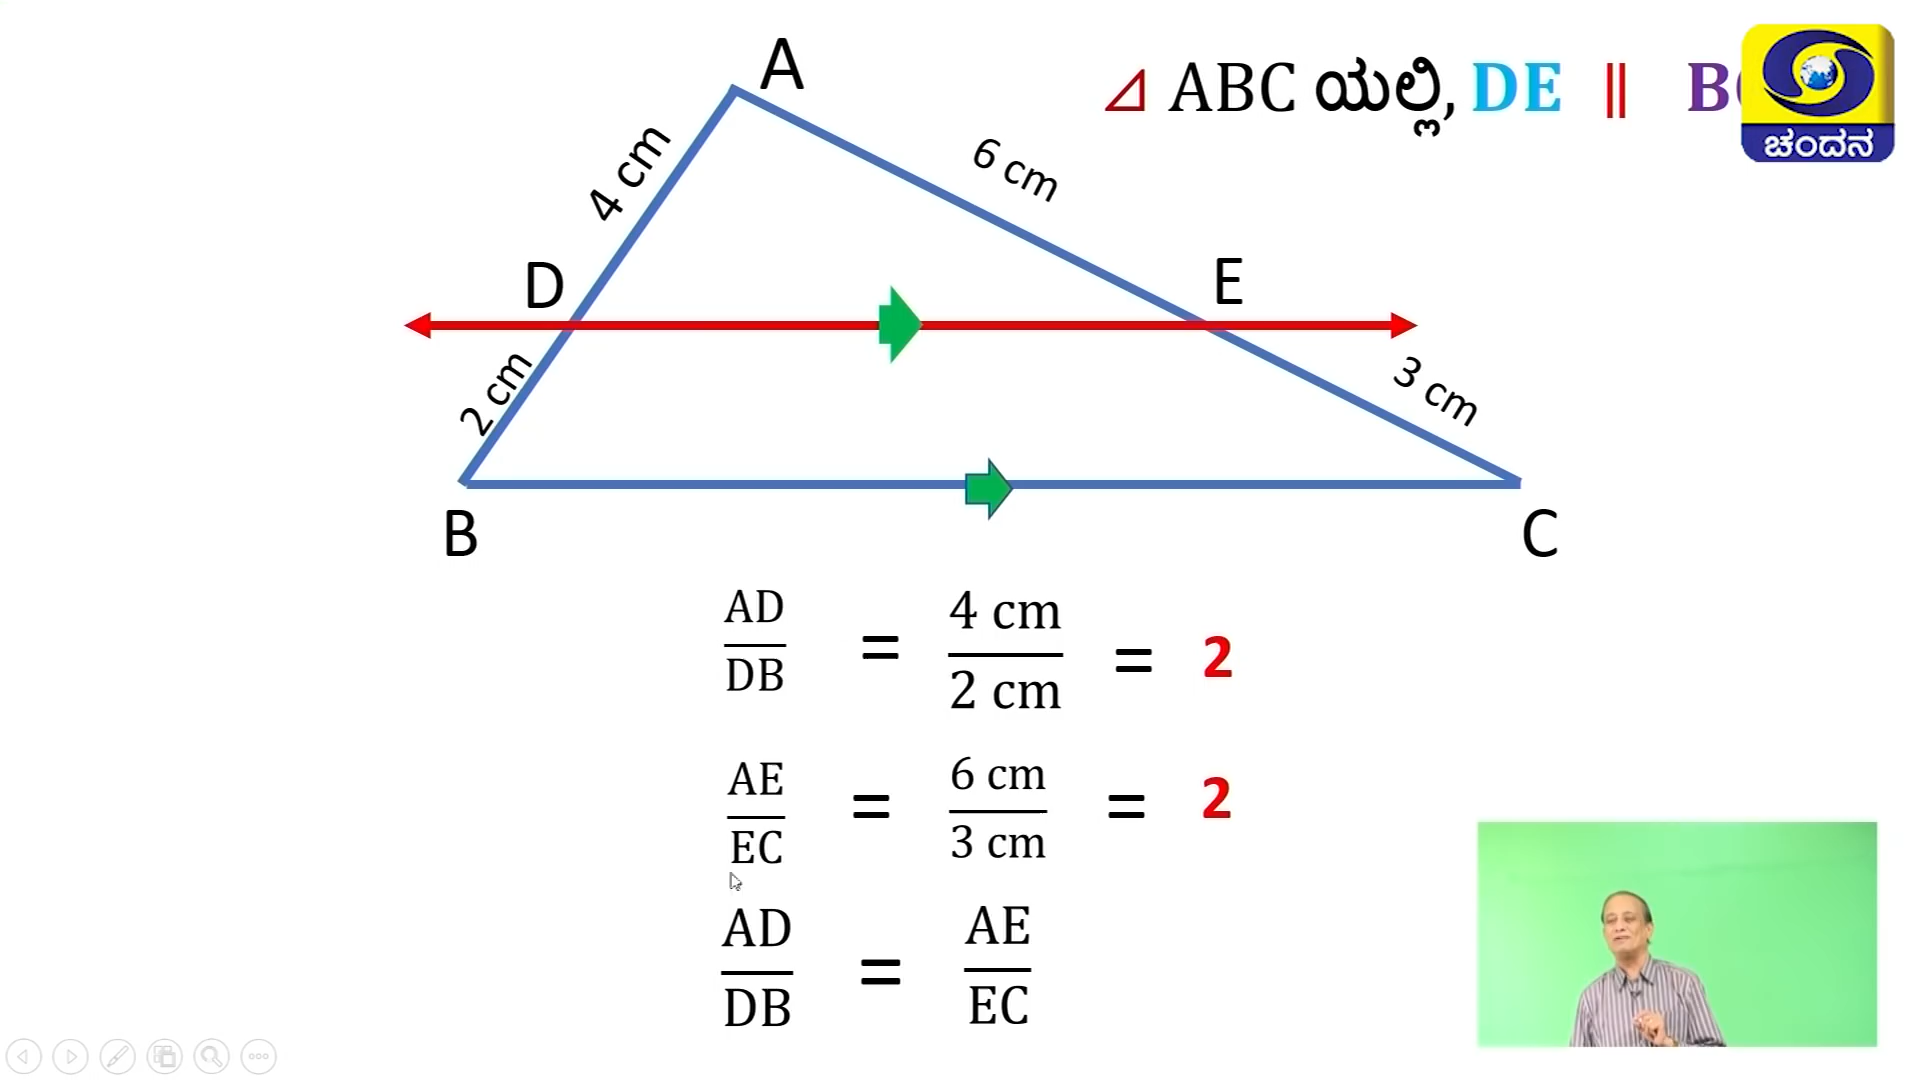 A
⊿ ABC ಯಲ್ಲಿ, DE ||
ಚಂದನ
4 cm
6 cm
D
E
2 cm
3 cm
B
C
AD/DB = 4 cm/2 cm = 2
AE/EC = 6 cm/3 cm = 2
AD/DB = AE/EC